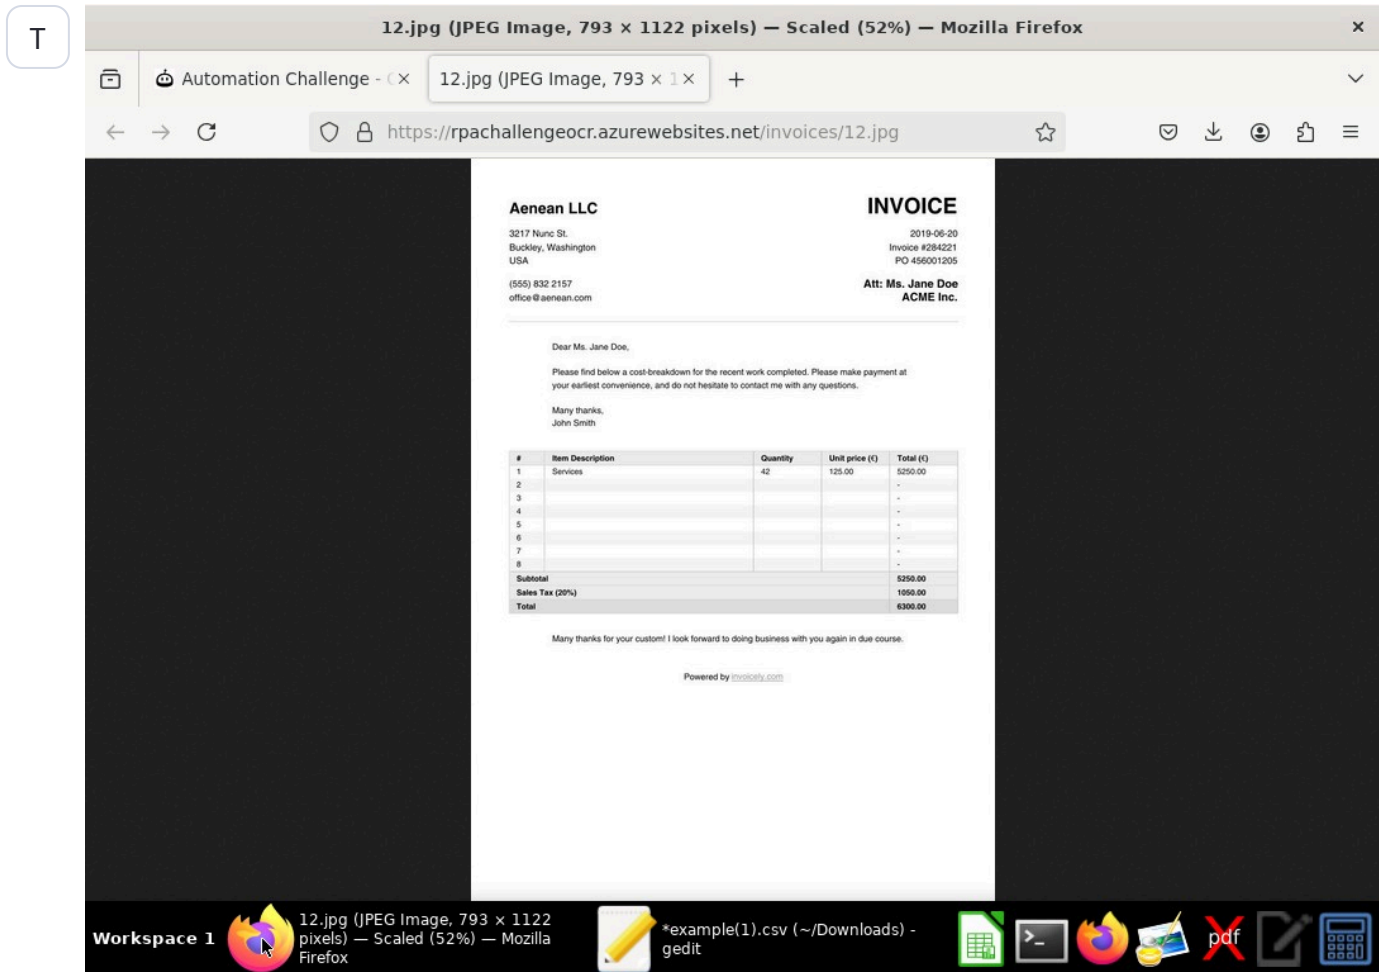 T
12.jpg (JPEG Image, 793 × 1122 pixels) — Scaled (52%) — Mozilla Firefox
Automation Challenge -
12.jpg (JPEG Image, 793 × 1
https://rpachallengeocr.azurewebsites.net/invoices/12.jpg
Aenean LLC
INVOICE
3217 Nunc St.
2019-06-20
Buckley, Washington
Invoice #284221
USA
PO 456001205
(555) 832 2157
Att: Ms. Jane Doe
office@aenean.com
ACME Inc.
Dear Ms. Jane Doe,
Please find below a cost-breakdown for the recent work completed. Please make payment at
your earliest convenience, and do not hesitate to contact me with any questions.
Many thanks,
John Smith
# Item Description Quantity Unit price (€) Total (€)
1 Services 42 125.00 5250.00
2 -
3 -
4 -
5 -
6 -
7 -
8 -
Subtotal 5250.00
Sales Tax (20%) 1050.00
Total 6300.00
Many thanks for your custom! I look forward to doing business with you again in due course.
Powered by invoicely.com
Workspace 1
12.jpg (JPEG Image, 793 × 1122
pixels) — Scaled (52%) — Mozilla
Firefox
*example(1).csv (~/Downloads) -
gedit
pdf